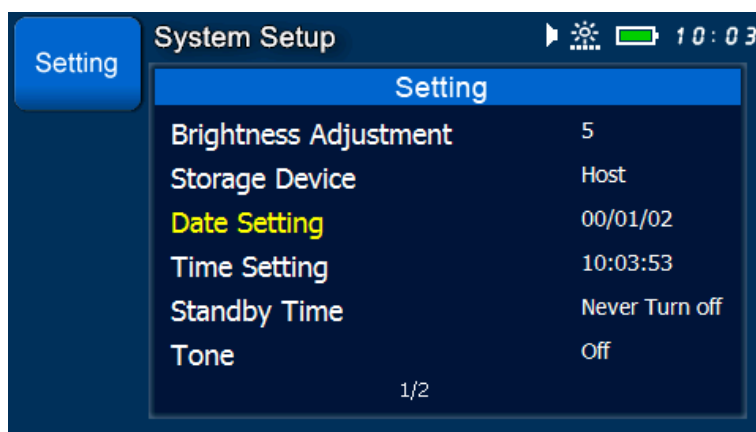 Setting
System Setup
10:03
Setting
Brightness Adjustment 5
Storage Device Host
Date Setting 00/01/02
Time Setting 10:03:53
Standby Time Never Turn off
Tone Off
1/2